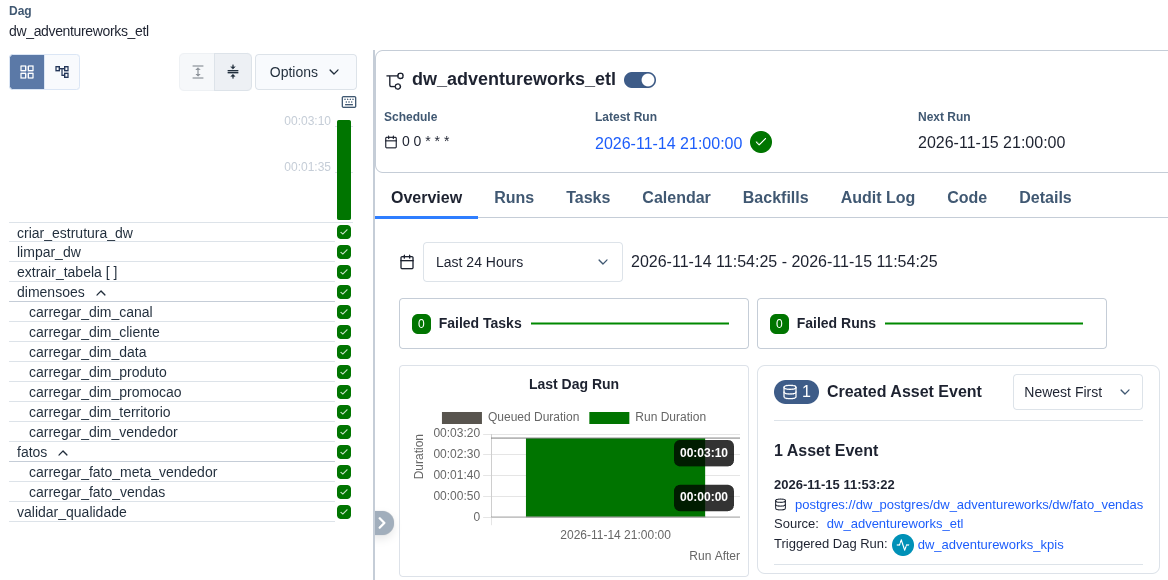 Dag
dw_adventureworks_etl
Options
00:03:10
00:01:35
criar_estrutura_dw
limpar_dw
extrair_tabela [ ]
dimensoes
carregar_dim_canal
carregar_dim_cliente
carregar_dim_data
carregar_dim_produto
carregar_dim_promocao
carregar_dim_territorio
carregar_dim_vendedor
fatos
carregar_fato_meta_vendedor
carregar_fato_vendas
validar_qualidade
dw_adventureworks_etl
Schedule Latest Run Next Run
0 0 * * * 2026-11-14 21:00:00 2026-11-15 21:00:00
Overview Runs Tasks Calendar Backfills Audit Log Code Details
Last 24 Hours 2026-11-14 11:54:25 - 2026-11-15 11:54:25
0 Failed Tasks 0 Failed Runs
Last Dag Run
Queued Duration Run Duration
Duration
00:03:20
00:02:30
00:01:40
00:00:50
0
00:03:10
00:00:00
2026-11-14 21:00:00
Run After
1 Created Asset Event Newest First
1 Asset Event
2026-11-15 11:53:22
postgres://dw_postgres/dw_adventureworks/dw/fato_vendas
Source: dw_adventureworks_etl
Triggered Dag Run: dw_adventureworks_kpis